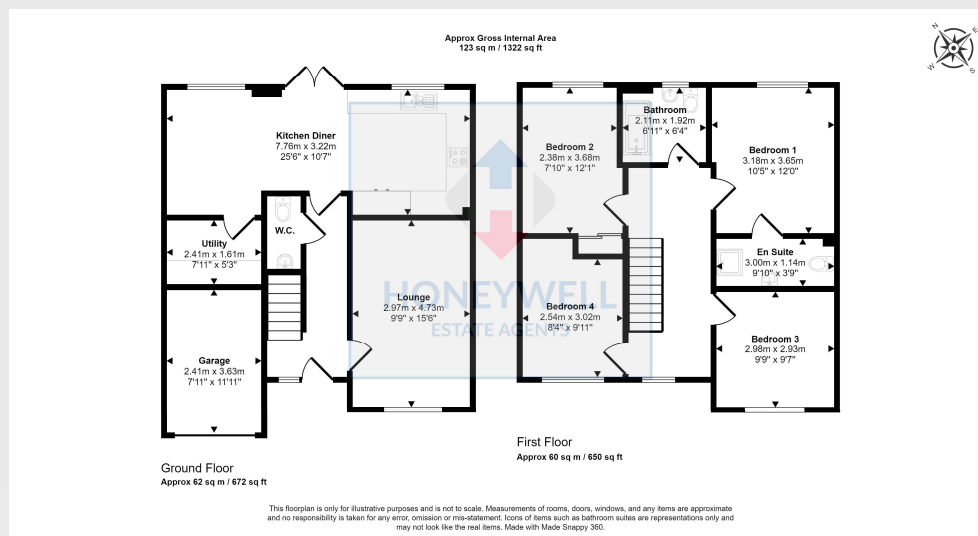 Approx Gross Internal Area
123 sq m / 1322 sq ft
N
E
S
W
Kitchen Diner
7.76m x 3.22m
25'6" x 10'7"
Utility
2.41m x 1.61m
7'11" x 5'3"
W.C.
Lounge
2.97m x 4.73m
9'9" x 15'6"
Garage
2.41m x 3.63m
7'11" x 11'11"
Ground Floor
Approx 62 sq m / 672 sq ft
Bedroom 2
2.38m x 3.68m
7'10" x 12'1"
Bathroom
2.11m x 1.92m
6'11" x 6'4"
Bedroom 1
3.18m x 3.65m
10'5" x 12'0"
En Suite
3.00m x 1.14m
9'10" x 3'9"
Bedroom 4
2.54m x 3.02m
8'4" x 9'11"
Bedroom 3
2.98m x 2.93m
9'9" x 9'7"
First Floor
Approx 60 sq m / 650 sq ft
HONEYWELL
ESTATE AGENTS
This floorplan is only for illustrative purposes and is not to scale. Measurements of rooms, doors, windows, and any items are approximate
and no responsibility is taken for any error, omission or mis-statement. Icons of items such as bathroom suites are representations only and
may not look like the real items. Made with Made Snappy 360.